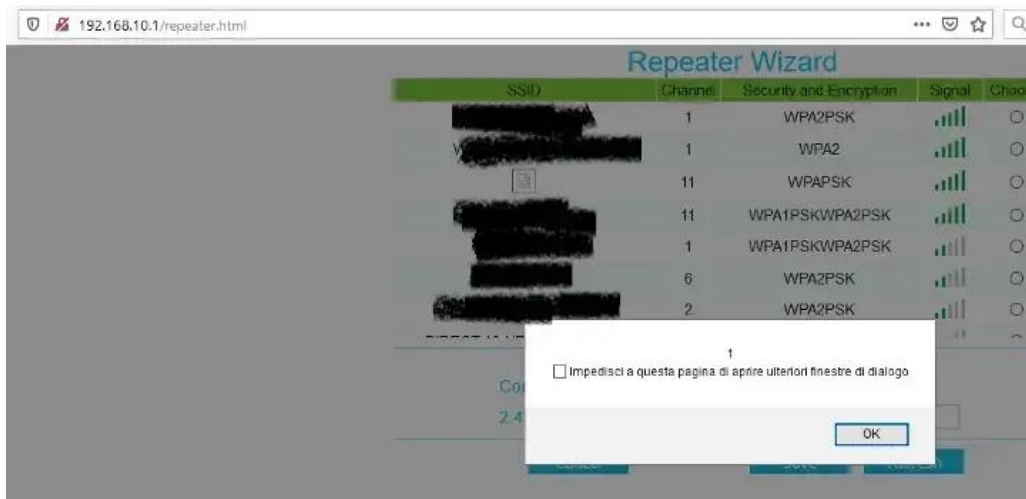 192.168.10.1/repeater.html
Repeater Wizard
SSID Channel Security and Encryption Signal
1 WPA2PSK
1 WPA2
11 WPAPSK
11 WPA1PSKWPA2PSK
1 WPA1PSKWPA2PSK
6 WPA2PSK
2 WPA2PSK
1
Impedisci a questa pagina di aprire ulteriori finestre di dialogo
2.4
OK